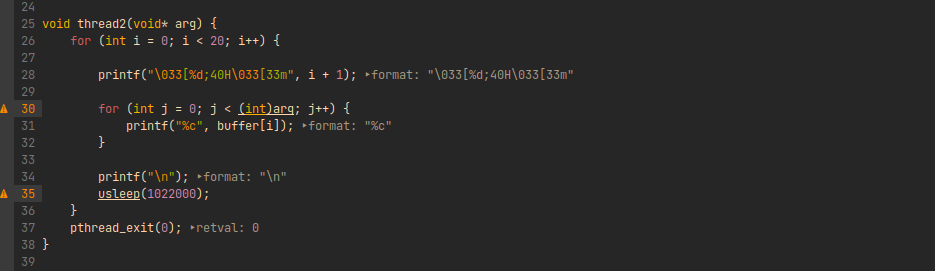 24
25 void thread2(void* arg) {
26     for (int i = 0; i < 20; i++) {
27
28         printf("\033[%d;40H\033[33m", i + 1); ‣format: "\033[%d;40H\033[33m"
29
30         for (int j = 0; j < (int)arg; j++) {
31             printf("%c", buffer[i]); ‣format: "%c"
32         }
33
34         printf("\n"); ‣format: "\n"
35         usleep(1022000);
36     }
37     pthread_exit(0); ‣retval: 0
38 }
39